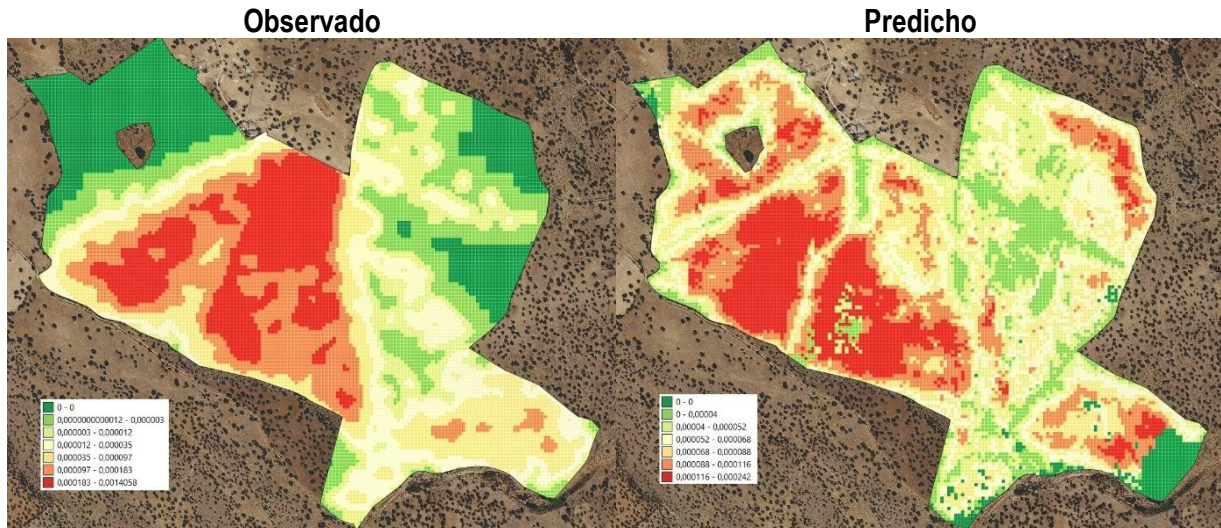 Observado
Predicho
0 - 0
0,0000000000012 - 0,000003
0,000003 - 0,000012
0,000012 - 0,000035
0,000035 - 0,000097
0,000097 - 0,000183
0,000183 - 0,0014058
0 - 0
0 - 0,00004
0,00004 - 0,000052
0,000052 - 0,000068
0,000068 - 0,000088
0,000088 - 0,000116
0,000116 - 0,000242